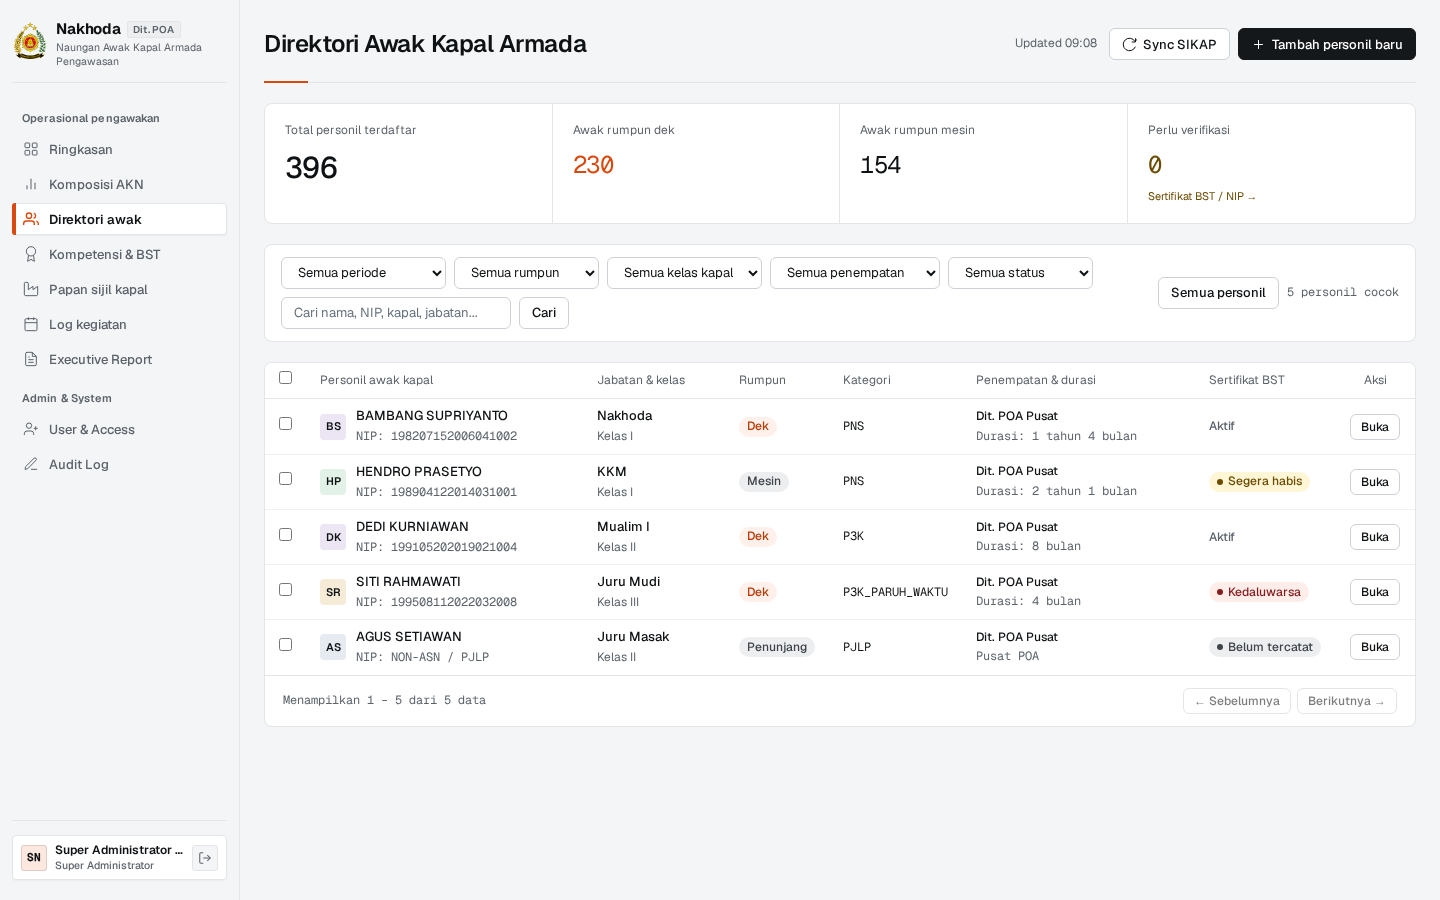 Nakhoda Dit. POA
Naungan Awak Kapal Armada
Pengawasan
Operasional pengawakan
Ringkasan
Komposisi AKN
Direktori awak
Kompetensi & BST
Papan sijil kapal
Log kegiatan
Executive Report
Admin & System
User & Access
Audit Log
SN
Super Administrator ...
Super Administrator
Direktori Awak Kapal Armada
Updated 09:08
Sync SIKAP
+ Tambah personil baru
Total personil terdaftar
396
Awak rumpun dek
230
Awak rumpun mesin
154
Perlu verifikasi
0
Sertifikat BST / NIP →
Semua periode
Semua rumpun
Semua kelas kapal
Semua penempatan
Semua status
Cari nama, NIP, kapal, jabatan...
Cari
Semua personil
5 personil cocok
Personil awak kapal Jabatan & kelas Rumpun Kategori Penempatan & durasi Sertifikat BST Aksi
BS BAMBANG SUPRIYANTO Nakhoda Dek PNS Dit. POA Pusat Aktif Buka
NIP: 198207152006041002 Kelas I Durasi: 1 tahun 4 bulan
HP HENDRO PRASETYO KKM Mesin PNS Dit. POA Pusat Segera habis Buka
NIP: 198904122014031001 Kelas I Durasi: 2 tahun 1 bulan
DK DEDI KURNIAWAN Mualim I Dek P3K Dit. POA Pusat Aktif Buka
NIP: 199105202019021004 Kelas II Durasi: 8 bulan
SR SITI RAHMAWATI Juru Mudi Dek P3K_PARUH_WAKTU Dit. POA Pusat Kedaluwarsa Buka
NIP: 199508112022032008 Kelas III Durasi: 4 bulan
AS AGUS SETIAWAN Juru Masak Penunjang PJLP Dit. POA Pusat Belum tercatat Buka
NIP: NON-ASN / PJLP Kelas II Pusat POA
Menampilkan 1 – 5 dari 5 data
← Sebelumnya
Berikutnya →